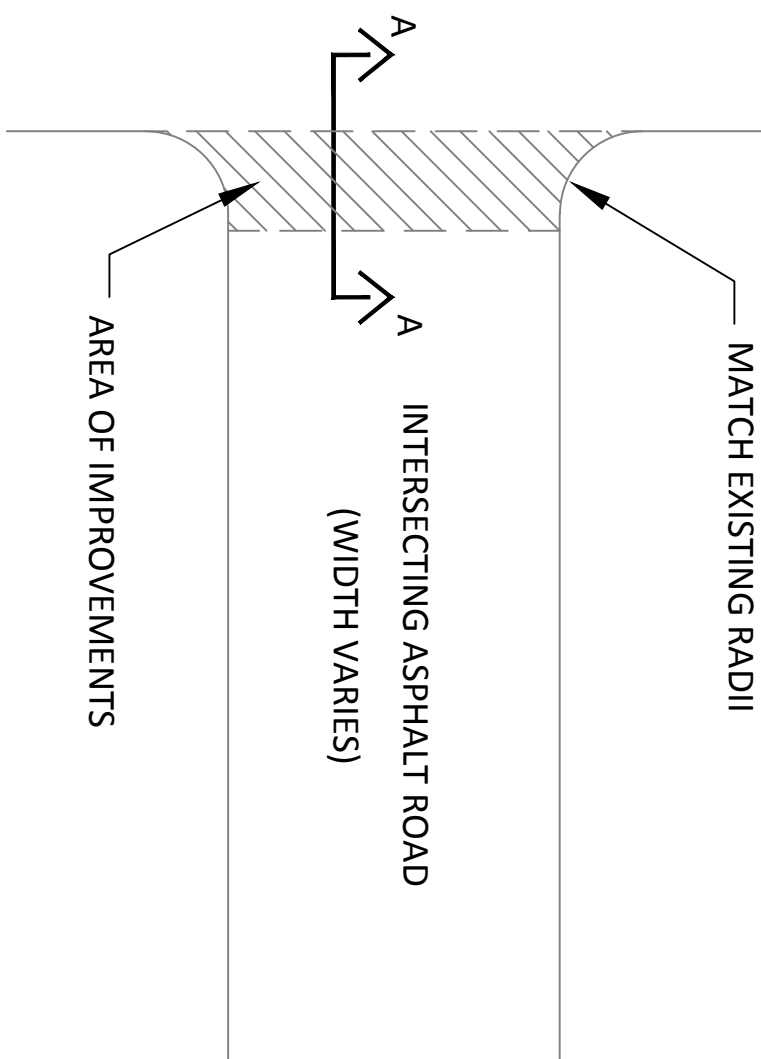 MATCH EXISTING RADII
INTERSECTING ASPHALT ROAD
(WIDTH VARIES)
A
A
AREA OF IMPROVEMENTS